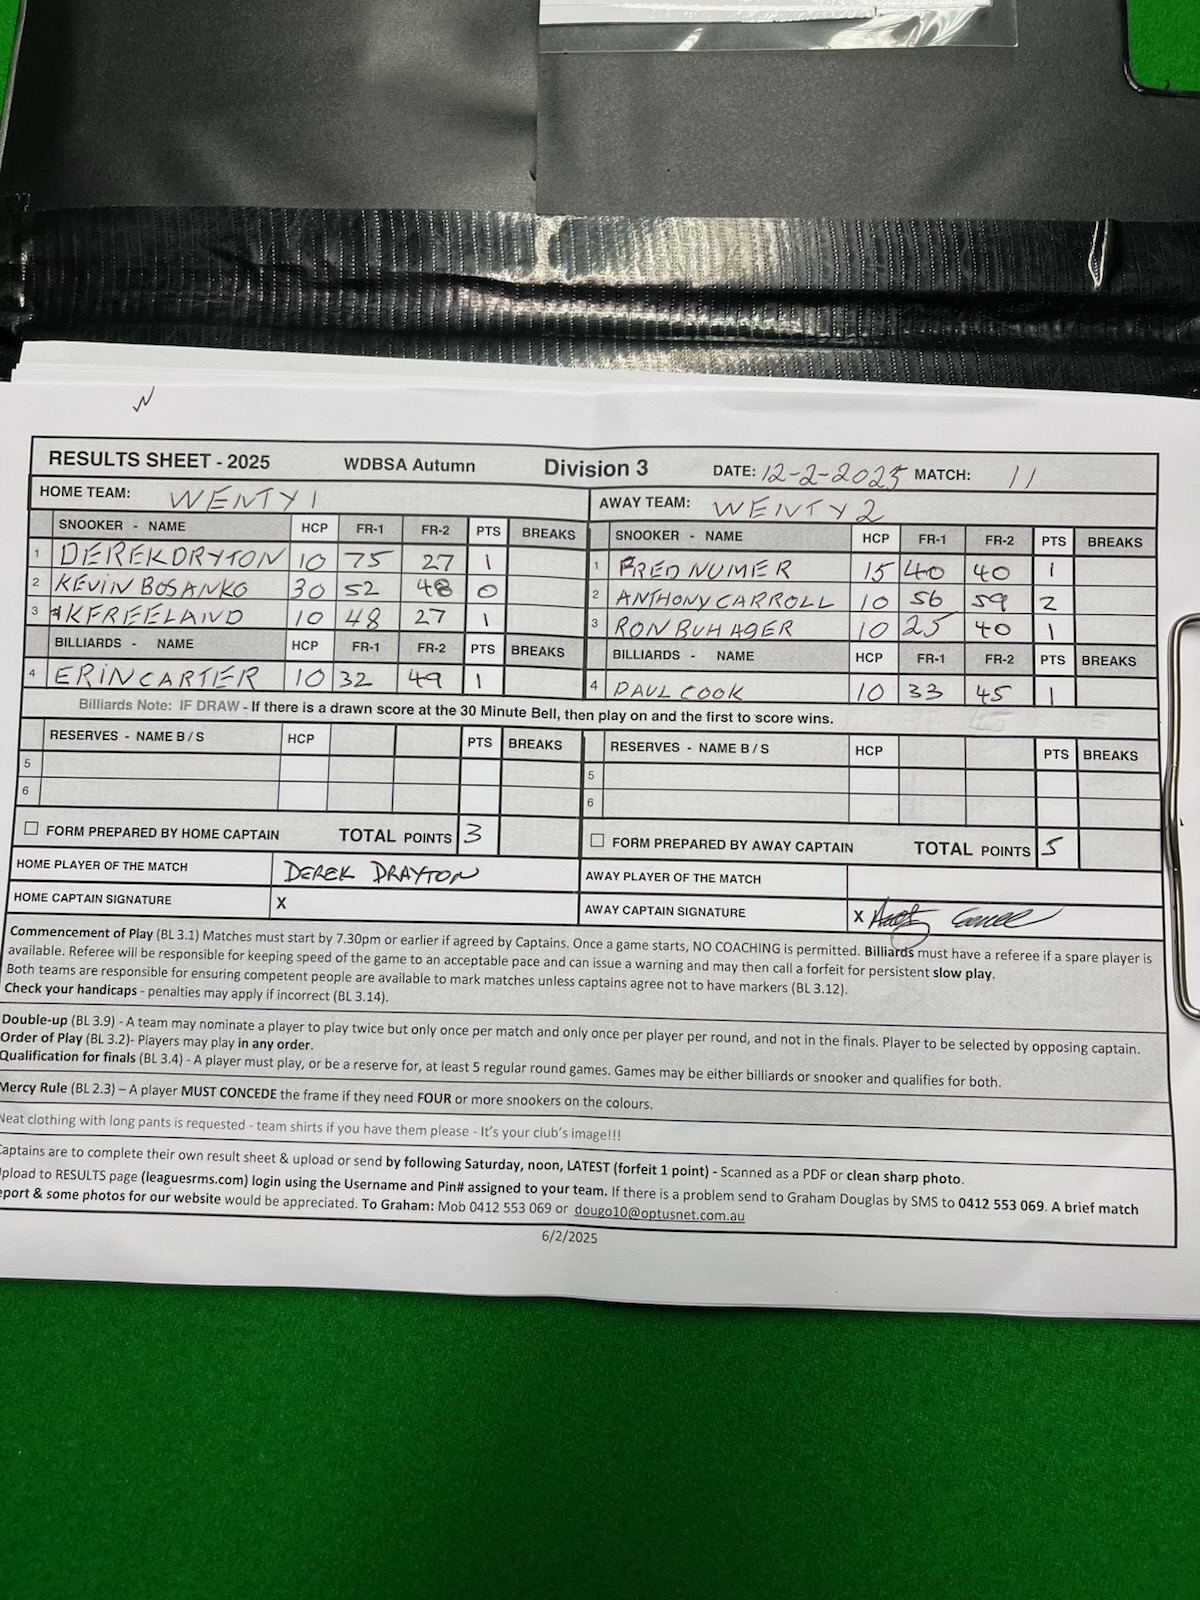 RESULTS SHEET - 2025 WDBSA Autumn Division 3 DATE: 12-2-2025 MATCH: 11
HOME TEAM: WENTY 1 AWAY TEAM: WENTY 2
SNOOKER - NAME HCP FR-1 FR-2 PTS BREAKS SNOOKER - NAME HCP FR-1 FR-2 PTS BREAKS
1 DEREK DRYTON 10 75 27 1 1 FRED NUMER 15 40 40 1
2 KEVIN BOSANKO 30 52 48 0 2 ANTHONY CARROLL 10 56 59 2
3 KFREELAND 10 48 27 1 3 RON BUHAGER 10 25 40 1
BILLIARDS - NAME HCP FR-1 FR-2 PTS BREAKS BILLIARDS - NAME HCP FR-1 FR-2 PTS BREAKS
4 ERIN CARTER 10 32 49 1 4 PAUL COOK 10 33 45 1
Billiards Note: IF DRAW - If there is a drawn score at the 30 Minute Bell, then play on and the first to score wins.
RESERVES - NAME B / S HCP PTS BREAKS RESERVES - NAME B / S HCP PTS BREAKS
5 5
6 6
FORM PREPARED BY HOME CAPTAIN TOTAL POINTS 3 FORM PREPARED BY AWAY CAPTAIN TOTAL POINTS 5
HOME PLAYER OF THE MATCH DEREK DRAYTON AWAY PLAYER OF THE MATCH
HOME CAPTAIN SIGNATURE X AWAY CAPTAIN SIGNATURE X
Commencement of Play (BL 3.1) Matches must start by 7.30pm or earlier if agreed by Captains. Once a game starts, NO COACHING is permitted. Billiards must have a referee if a spare player is
available. Referee will be responsible for keeping speed of the game to an acceptable pace and can issue a warning and may then call a forfeit for persistent slow play.
Both teams are responsible for ensuring competent people are available to mark matches unless captains agree not to have markers (BL 3.12).
Check your handicaps - penalties may apply if incorrect (BL 3.14).
Double-up (BL 3.9) - A team may nominate a player to play twice but only once per match and only once per player per round, and not in the finals. Player to be selected by opposing captain.
Order of Play (BL 3.2)- Players may play in any order.
Qualification for finals (BL 3.4) - A player must play, or be a reserve for, at least 5 regular round games. Games may be either billiards or snooker and qualifies for both.
Mercy Rule (BL 2.3) – A player MUST CONCEDE the frame if they need FOUR or more snookers on the colours.
Neat clothing with long pants is requested - team shirts if you have them please - It's your club's image!!!
Captains are to complete their own result sheet & upload or send by following Saturday, noon, LATEST (forfeit 1 point) - Scanned as a PDF or clean sharp photo.
Upload to RESULTS page (leaguesrms.com) login using the Username and Pin# assigned to your team. If there is a problem send to Graham Douglas by SMS to 0412 553 069. A brief match
eport & some photos for our website would be appreciated. To Graham: Mob 0412 553 069 or dougo10@optusnet.com.au
6/2/2025